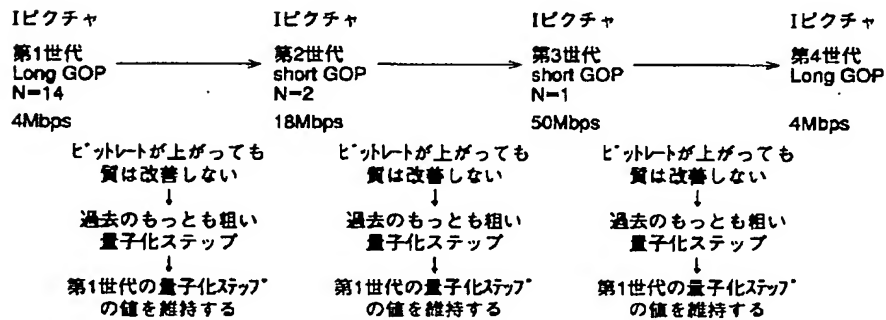 Iピクチャ Iピクチャ Iピクチャ Iピクチャ
第1世代 第2世代 第3世代 第4世代
Long GOP short GOP short GOP Long GOP
N=14 N=2 N=1
4Mbps 18Mbps 50Mbps 4Mbps
ビットレートが上がっても ビットレートが上がっても ビットレートが上がっても
質は改善しない 質は改善しない 質は改善しない
↓ ↓ ↓
過去のもっとも粗い 過去のもっとも粗い 過去のもっとも粗い
量子化ステップ 量子化ステップ 量子化ステップ
↓ ↓ ↓
第1世代の量子化ステップ 第1世代の量子化ステップ 第1世代の量子化ステップ
の値を維持する の値を維持する の値を維持する